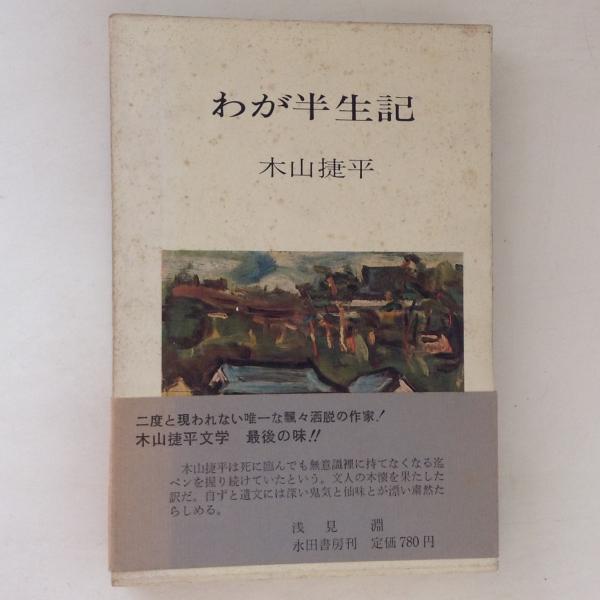 わが半生記
木山捷平
二度と現われない唯一な飄々洒脱の作家!
木山捷平文学 最後の味!!
木山捷平は死に臨んでも無意識裡に持てなくなる迄
ペンを握り続けていたという。文人の本懐を果たした
訳だ。自ずと遺文には深い鬼気と仙味とが漂い粛然た
らしめる。
浅見 淵
永田書房刊 定価780円